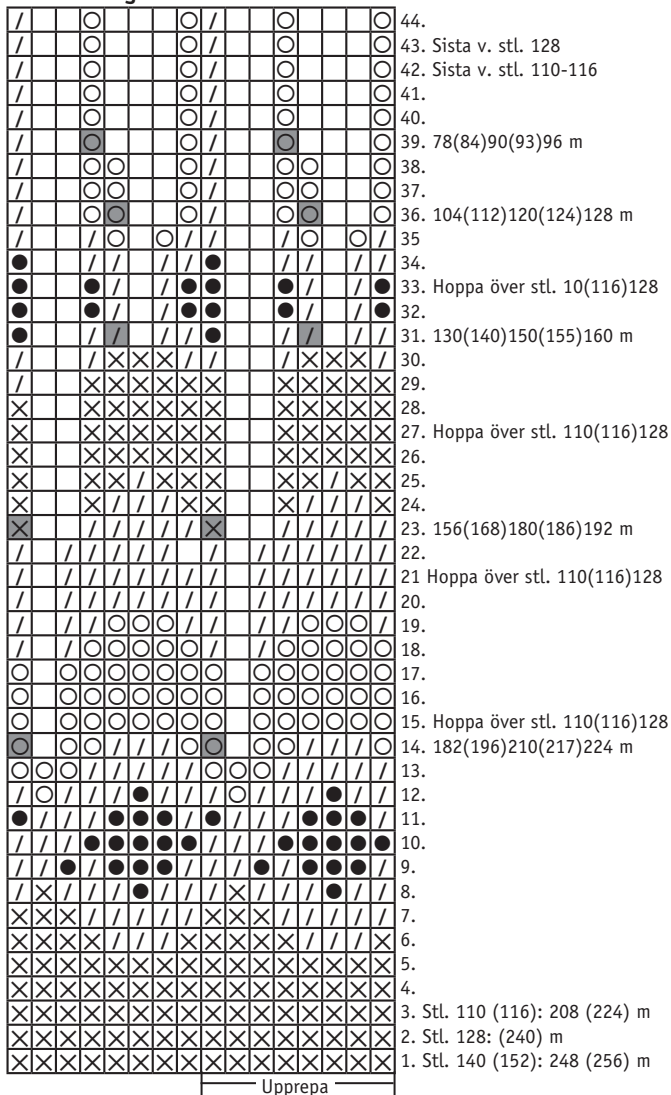 44.
43. Sista v. stl. 128
42. Sista v. stl. 110-116
41.
40.
39. 78(84)90(93)96 m
38.
37.
36. 104(112)120(124)128 m
35
34.
33. Hoppa över stl. 10(116)128
32.
31. 130(140)150(155)160 m
30.
29.
28.
27. Hoppa över stl. 110(116)128
26.
25.
24.
23. 156(168)180(186)192 m
22.
21 Hoppa över stl. 110(116)128
20.
19.
18.
17.
16.
15. Hoppa över stl. 110(116)128
14. 182(196)210(217)224 m
13.
12.
11.
10.
9.
8.
7.
6.
5.
4.
3. Stl. 110 (116): 208 (224) m
2. Stl. 128: (240) m
1. Stl. 140 (152): 248 (256) m
Upprepa